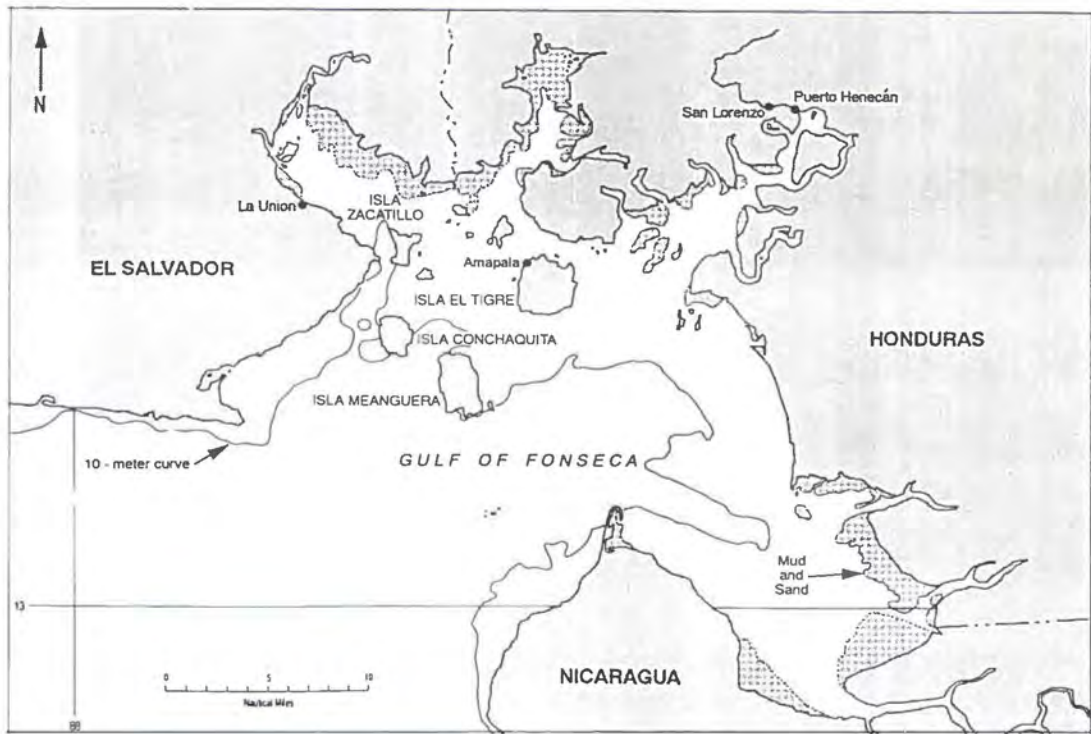 N
Puerto Henecán
San Lorenzo
La Union
ISLA
ZACATILLO
EL SALVADOR
Amapala
ISLA EL TIGRE
ISLA CONCHAQUITA
HONDURAS
ISLA MEANGUERA
10 - meter curve
GULF OF FONSECA
Mud
and
Sand
13
0 5 10
Nautical Miles
NICARAGUA
88